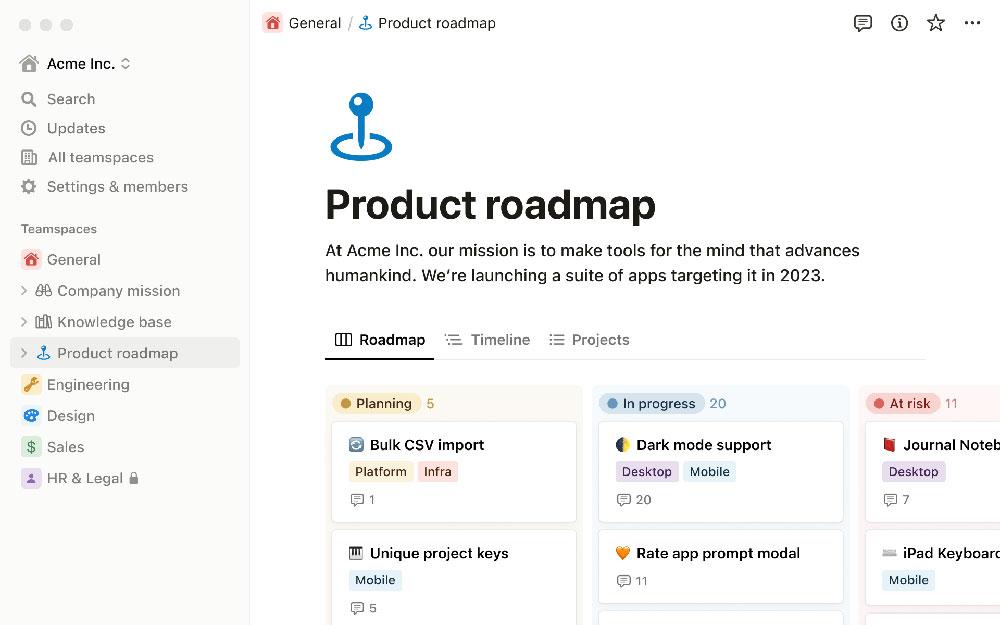 Acme Inc.
Search
Updates
All teamspaces
Settings & members
Teamspaces
General
Company mission
Knowledge base
Product roadmap
Engineering
Design
$ Sales
HR & Legal
General / Product roadmap
Product roadmap
At Acme Inc. our mission is to make tools for the mind that advances
humankind. We’re launching a suite of apps targeting it in 2023.
Roadmap Timeline Projects
Planning 5
Bulk CSV import
Platform Infra
1
Unique project keys
Mobile
5
In progress 20
Dark mode support
Desktop Mobile
20
Rate app prompt modal
11
At risk 11
Journal Noteb
Desktop
7
iPad Keyboard
Mobile